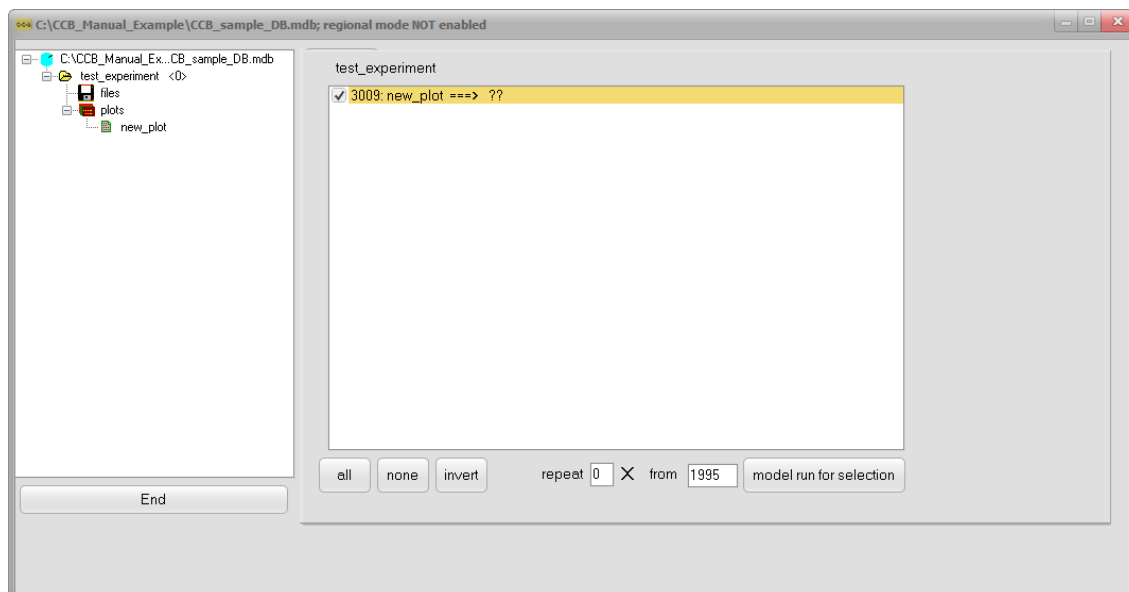 C:\CCB_Manual_Example\CCB_sample_DB.mdb; regional mode NOT enabled
C:\CCB_Manual_Ex...CB_sample_DB.mdb
test_experiment <0>
files
plots
new_plot
End
test_experiment
3009: new_plot ===> ??
all none invert repeat 0 X from 1995 model run for selection